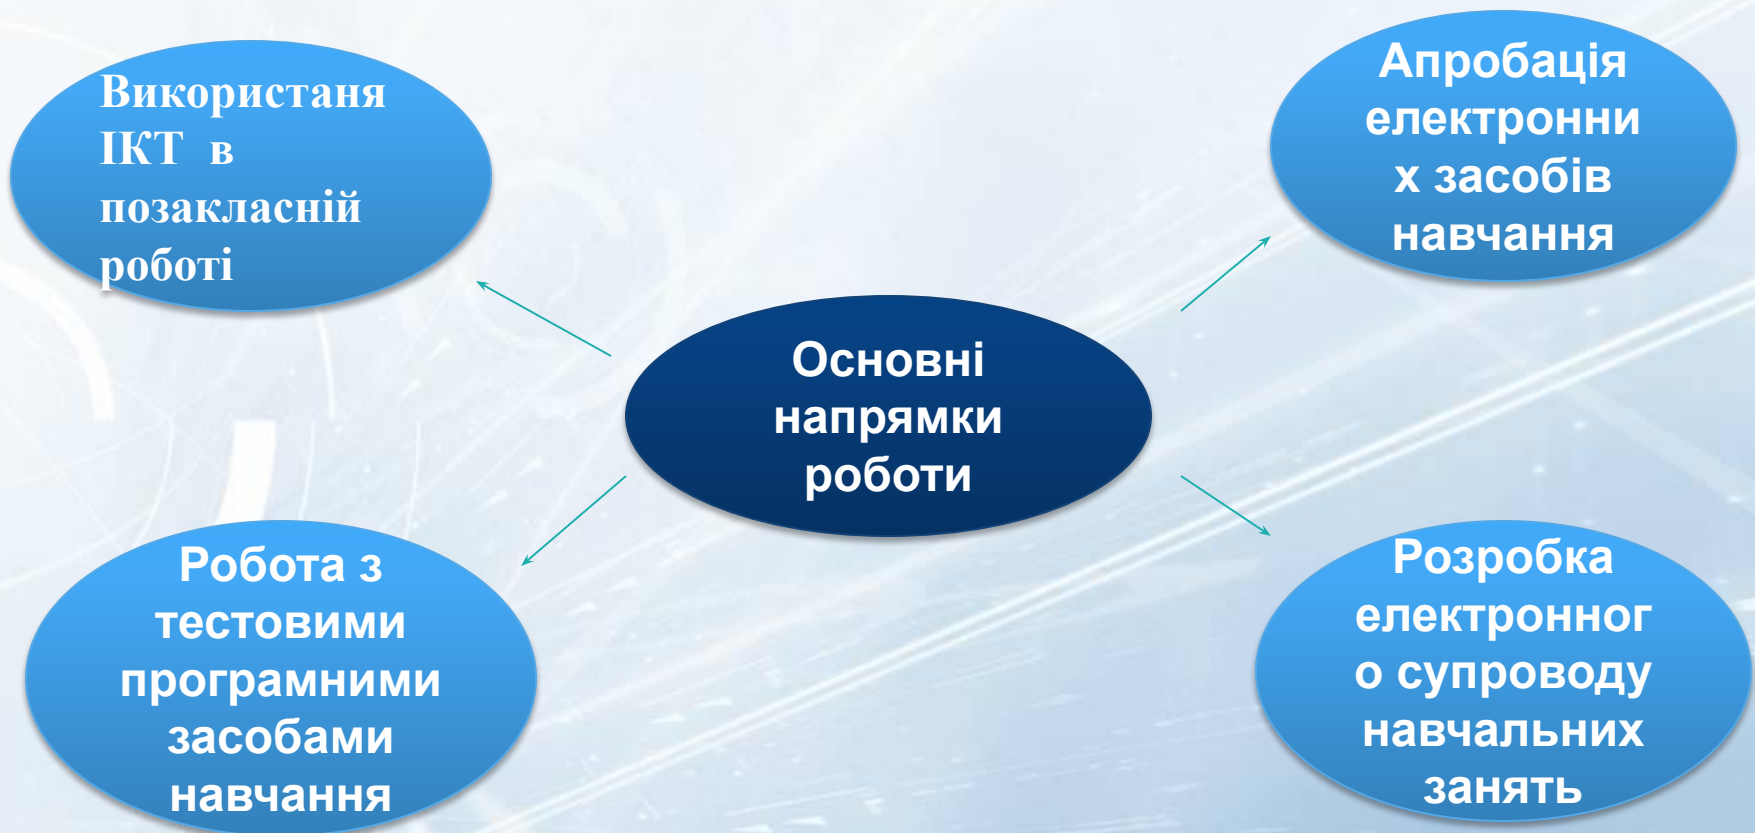 Використаня
ІКТ в
позакласній
роботі
Апробація
електронни
х засобів
навчання
Основні
напрямки
роботи
Робота з
тестовими
програмними
засобами
навчання
Розробка
електронног
о супроводу
навчальних
занять